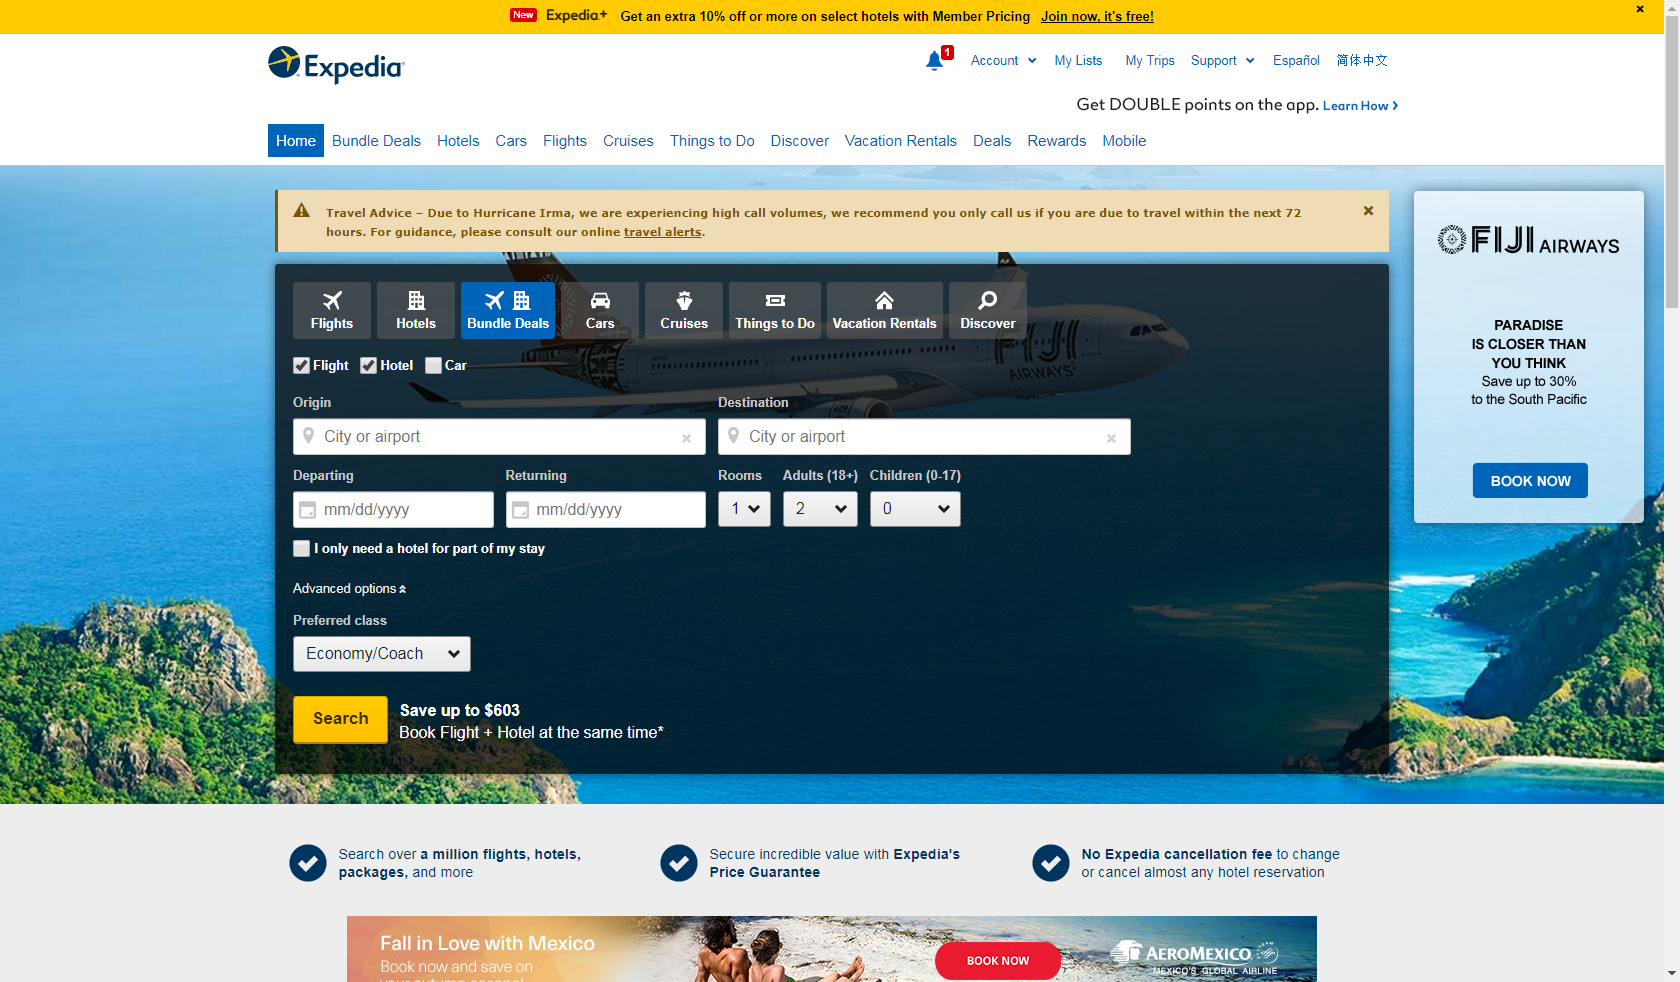 New Expedia+ Get an extra 10% off or more on select hotels with Member Pricing Join now, it's free!
Expedia
1 Account My Lists My Trips Support Español 简体中文
Get DOUBLE points on the app. Learn How
Home Bundle Deals Hotels Cars Flights Cruises Things to Do Discover Vacation Rentals Deals Rewards Mobile
Travel Advice – Due to Hurricane Irma, we are experiencing high call volumes, we recommend you only call us if you are due to travel within the next 72
hours. For guidance, please consult our online travel alerts.
Flights Hotels Bundle Deals Cars Cruises Things to Do Vacation Rentals Discover
Flight Hotel Car
Origin Destination
City or airport City or airport
Departing Returning Rooms Adults (18+) Children (0-17)
mm/dd/yyyy mm/dd/yyyy 1 2 0
I only need a hotel for part of my stay
Advanced options
Preferred class
Economy/Coach
Search
Save up to $603
Book Flight + Hotel at the same time*
FIJI
AIRWAYS
FIJI AIRWAYS
PARADISE
IS CLOSER THAN
YOU THINK
Save up to 30%
to the South Pacific
BOOK NOW
Search over a million flights, hotels,
packages, and more
Secure incredible value with Expedia's
Price Guarantee
No Expedia cancellation fee to change
or cancel almost any hotel reservation
Fall in Love with Mexico
Book now and save on
your autumn season!
BOOK NOW
AEROMEXICO
MEXICO'S GLOBAL AIRLINE